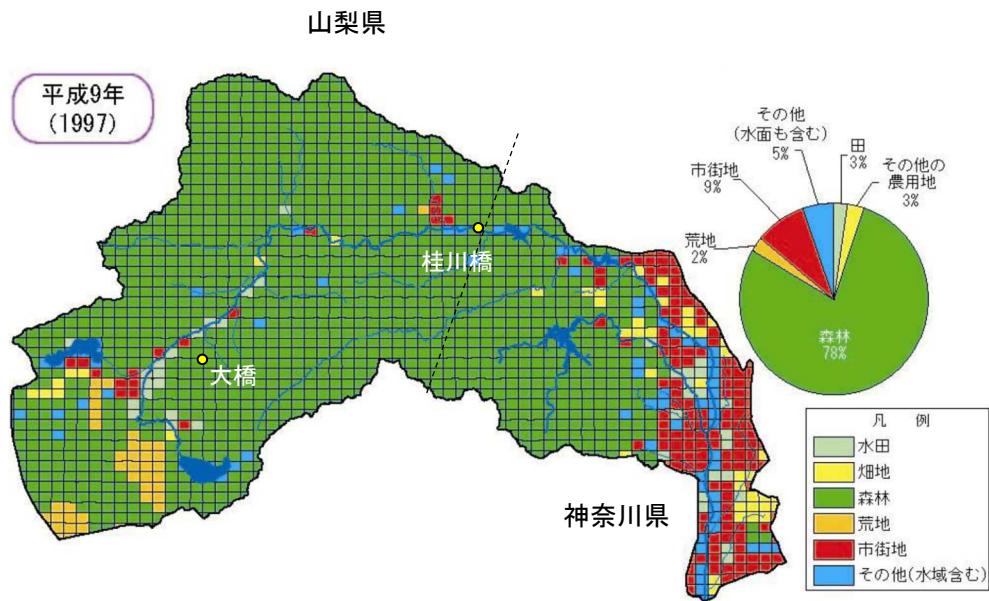 山梨県
平成9年
(1997)
桂川橋
大橋
神奈川県
その他
(水面も含む)
5%
田
3%
その他の
農用地
3%
市街地
9%
荒地
2%
森林
78%
凡 例
水田
畑地
森林
荒地
市街地
その他(水域含む)